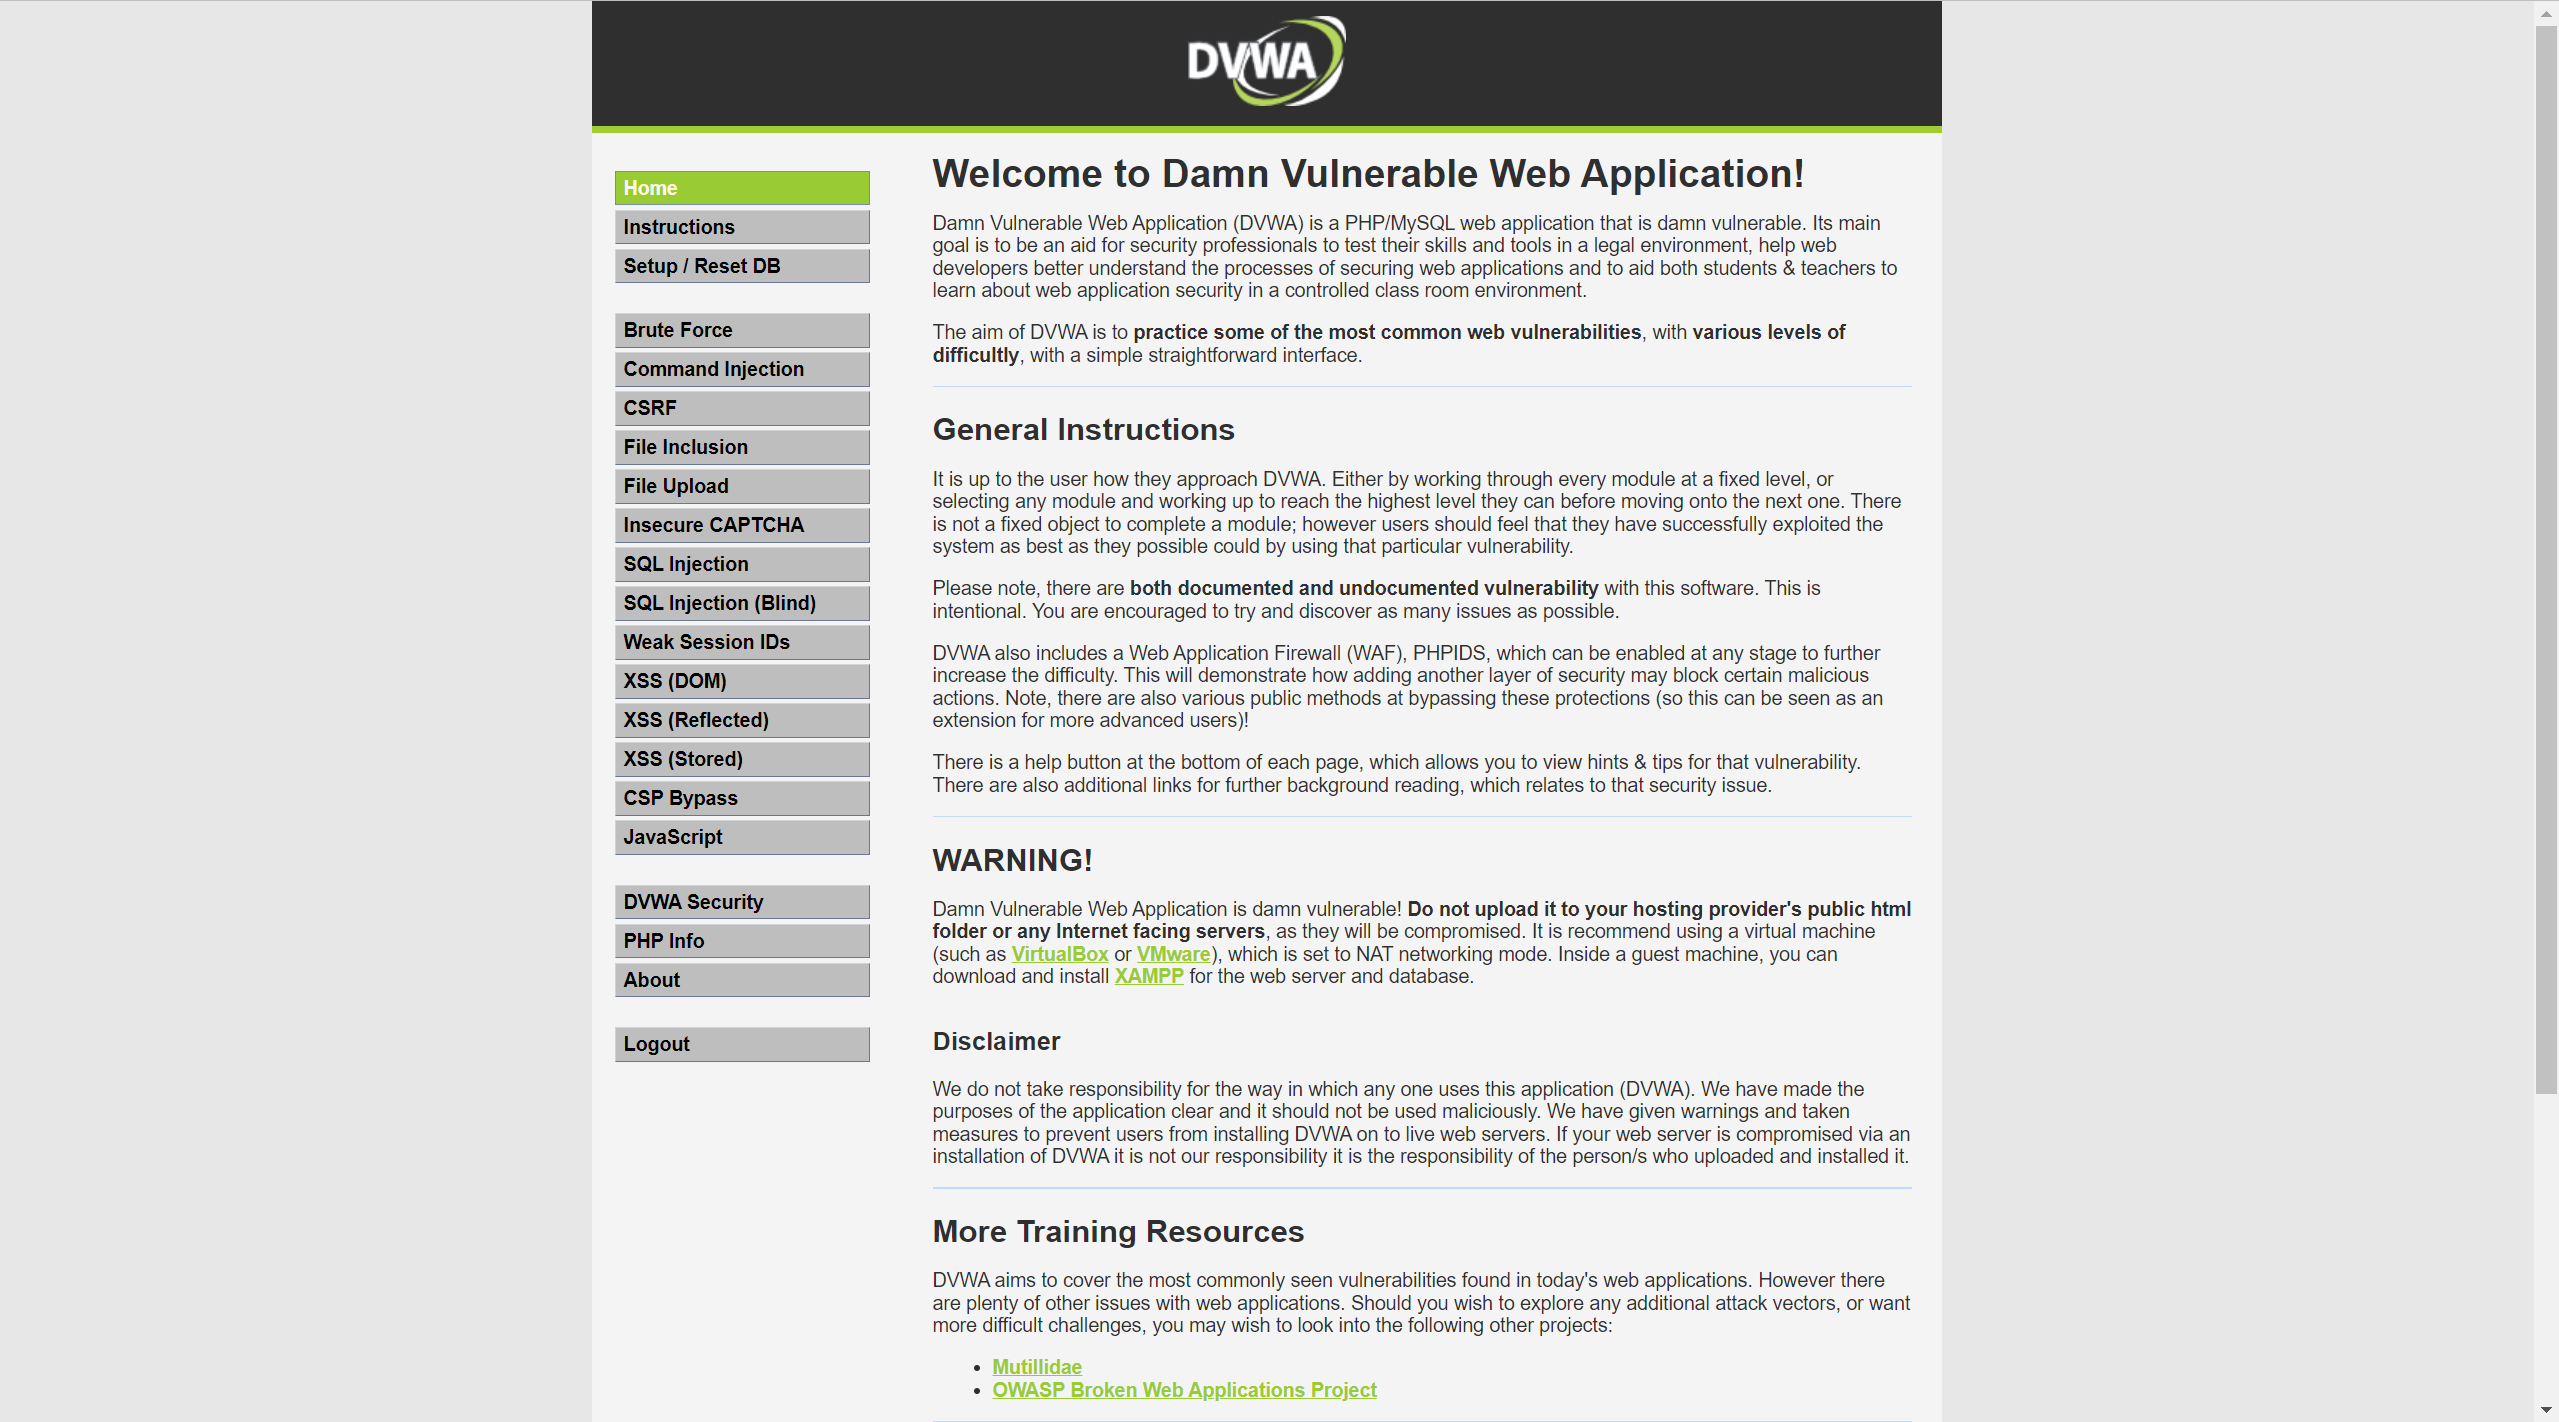 DVWA
Home
Instructions
Setup / Reset DB
Brute Force
Command Injection
CSRF
File Inclusion
File Upload
Insecure CAPTCHA
SQL Injection
SQL Injection (Blind)
Weak Session IDs
XSS (DOM)
XSS (Reflected)
XSS (Stored)
CSP Bypass
JavaScript
DVWA Security
PHP Info
About
Logout
Welcome to Damn Vulnerable Web Application!
Damn Vulnerable Web Application (DVWA) is a PHP/MySQL web application that is damn vulnerable. Its main
goal is to be an aid for security professionals to test their skills and tools in a legal environment, help web
developers better understand the processes of securing web applications and to aid both students & teachers to
learn about web application security in a controlled class room environment.
The aim of DVWA is to practice some of the most common web vulnerabilities, with various levels of
difficultly, with a simple straightforward interface.
General Instructions
It is up to the user how they approach DVWA. Either by working through every module at a fixed level, or
selecting any module and working up to reach the highest level they can before moving onto the next one. There
is not a fixed object to complete a module; however users should feel that they have successfully exploited the
system as best as they possible could by using that particular vulnerability.
Please note, there are both documented and undocumented vulnerability with this software. This is
intentional. You are encouraged to try and discover as many issues as possible.
DVWA also includes a Web Application Firewall (WAF), PHPIDS, which can be enabled at any stage to further
increase the difficulty. This will demonstrate how adding another layer of security may block certain malicious
actions. Note, there are also various public methods at bypassing these protections (so this can be seen as an
extension for more advanced users)!
There is a help button at the bottom of each page, which allows you to view hints & tips for that vulnerability.
There are also additional links for further background reading, which relates to that security issue.
WARNING!
Damn Vulnerable Web Application is damn vulnerable! Do not upload it to your hosting provider's public html
folder or any Internet facing servers, as they will be compromised. It is recommend using a virtual machine
(such as VirtualBox or VMware), which is set to NAT networking mode. Inside a guest machine, you can
download and install XAMPP for the web server and database.
Disclaimer
We do not take responsibility for the way in which any one uses this application (DVWA). We have made the
purposes of the application clear and it should not be used maliciously. We have given warnings and taken
measures to prevent users from installing DVWA on to live web servers. If your web server is compromised via an
installation of DVWA it is not our responsibility it is the responsibility of the person/s who uploaded and installed it.
More Training Resources
DVWA aims to cover the most commonly seen vulnerabilities found in today's web applications. However there
are plenty of other issues with web applications. Should you wish to explore any additional attack vectors, or want
more difficult challenges, you may wish to look into the following other projects:
• Mutillidae
• OWASP Broken Web Applications Project